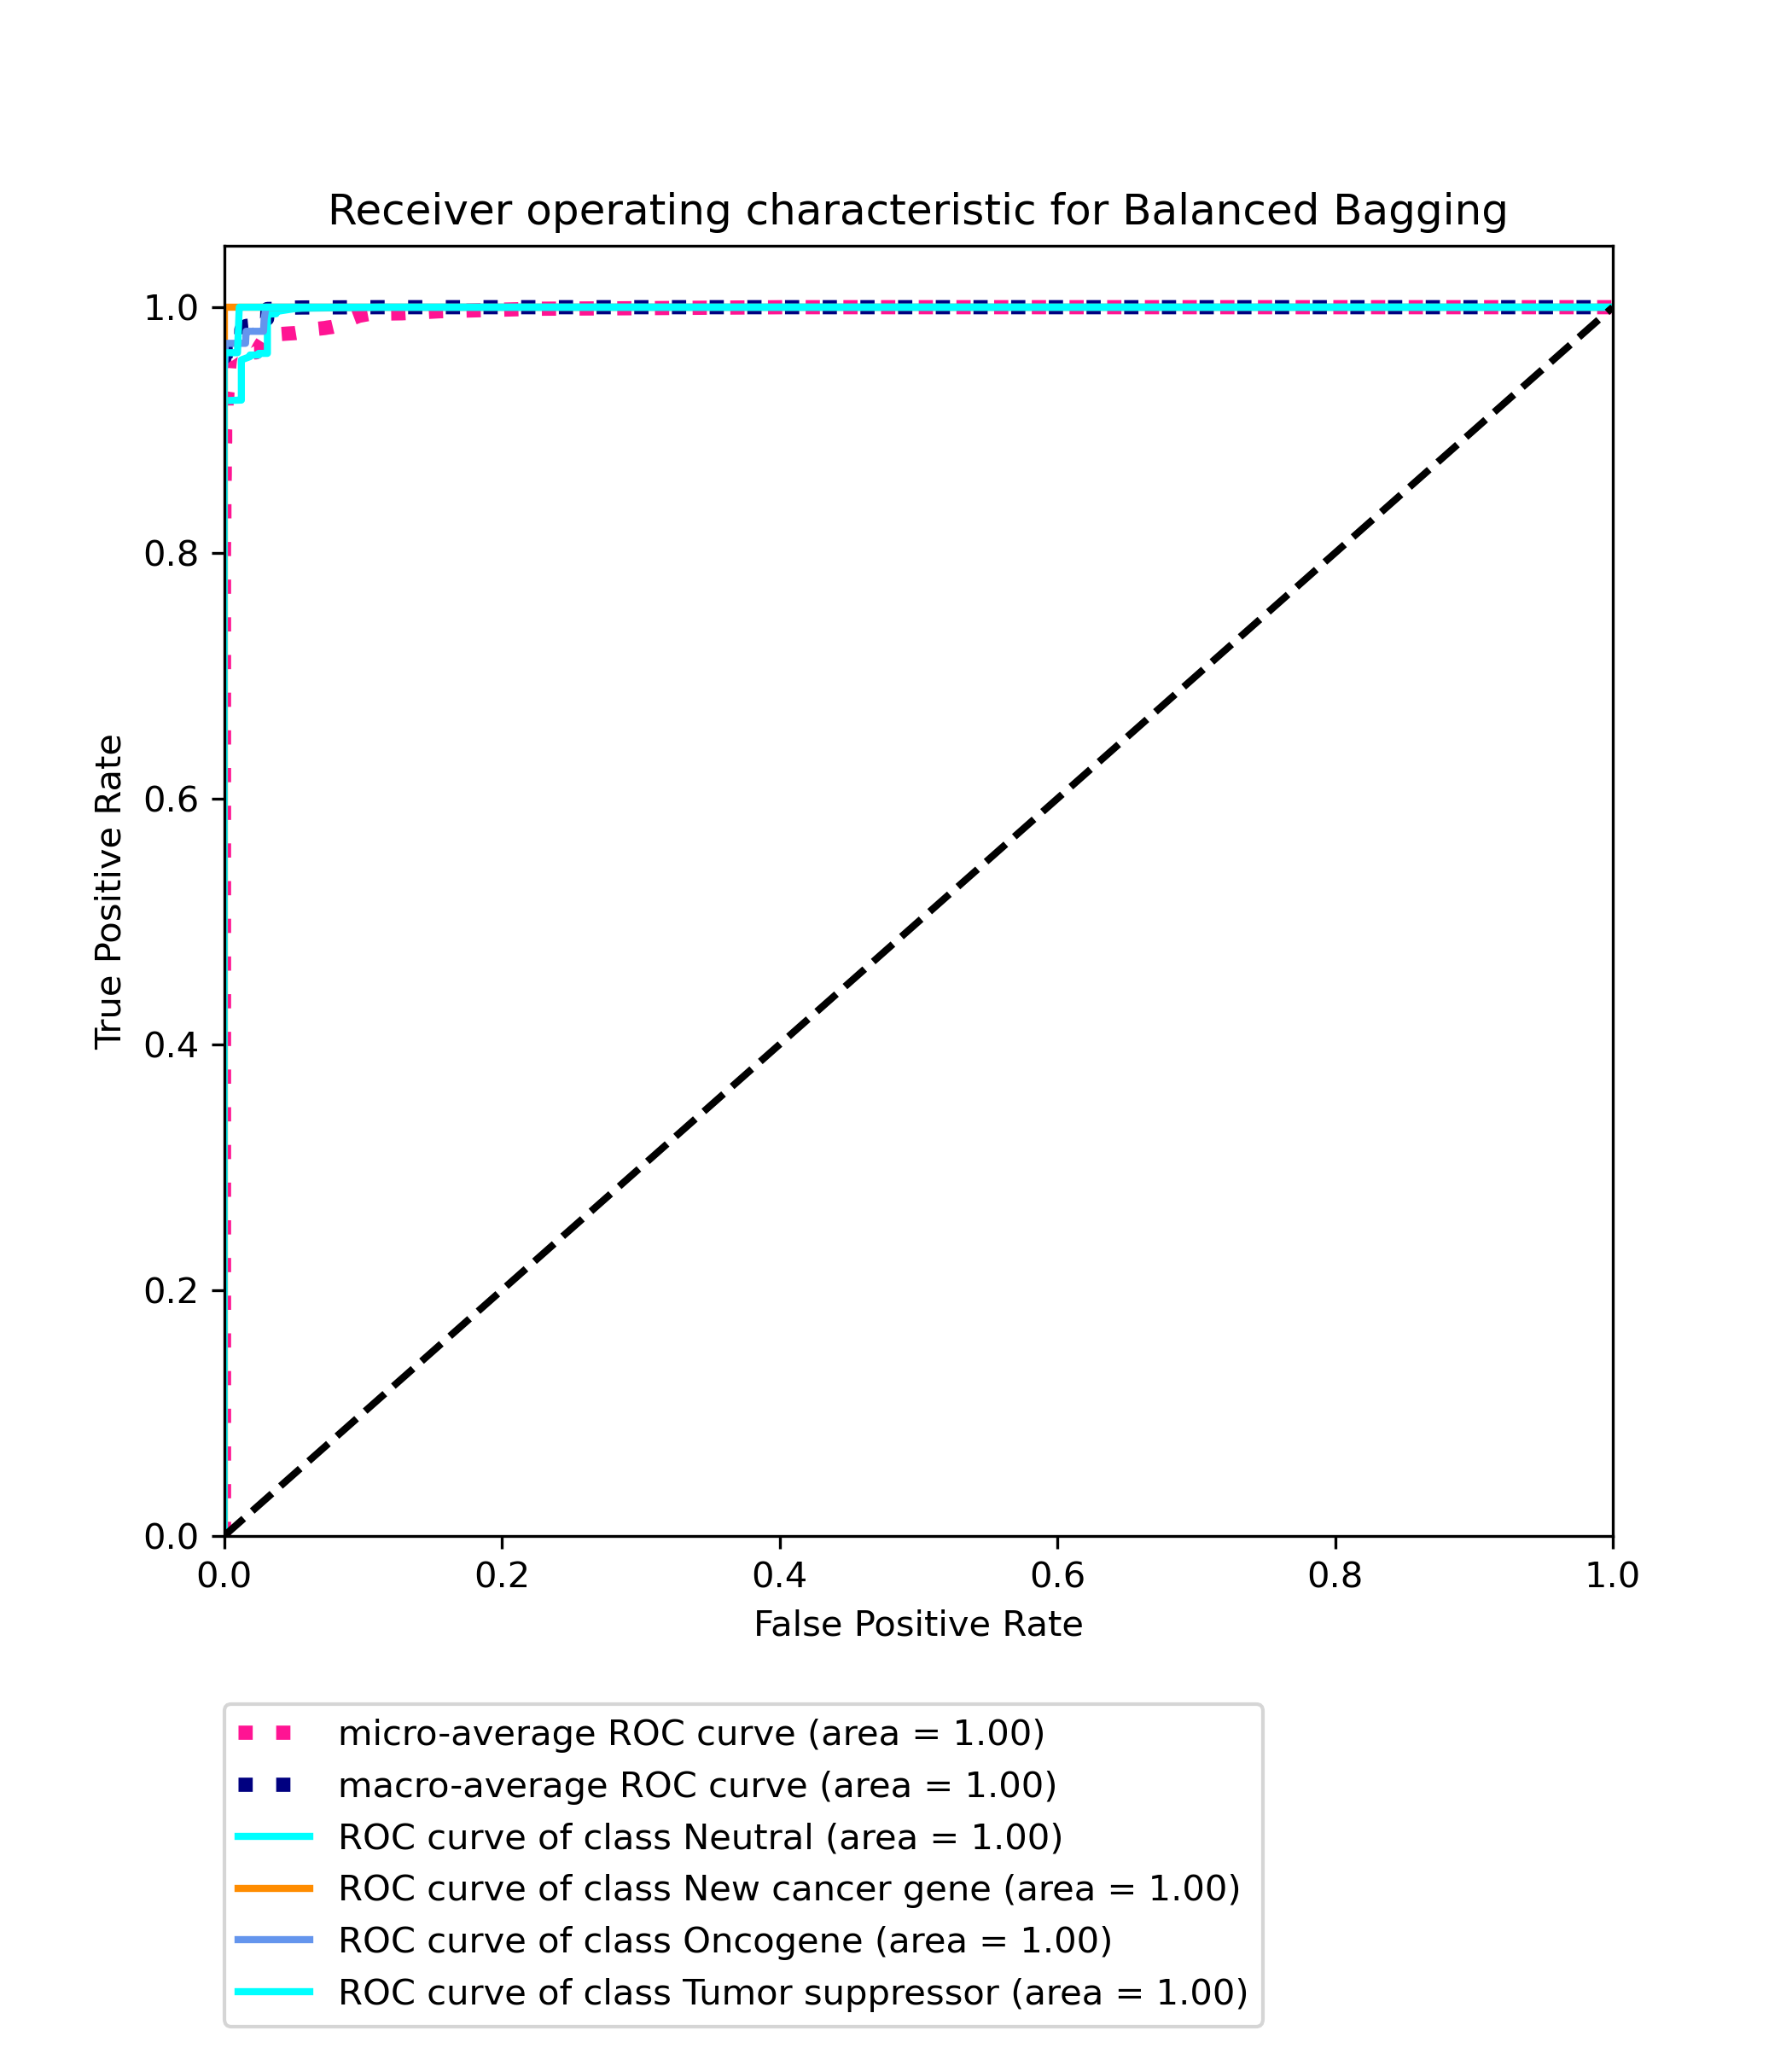 Receiver operating characteristic for Balanced Bagging
True Positive Rate
1.0
0.8
0.6
0.4
0.2
0.0
0.0 0.2 0.4 0.6 0.8 1.0
False Positive Rate
micro-average ROC curve (area = 1.00)
macro-average ROC curve (area = 1.00)
ROC curve of class Neutral (area = 1.00)
ROC curve of class New cancer gene (area = 1.00)
ROC curve of class Oncogene (area = 1.00)
ROC curve of class Tumor suppressor (area = 1.00)